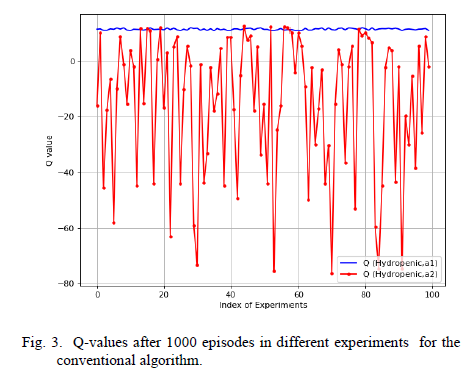 0
−20
−40
−60
−80
Q value
0
20
40
60
80
100
Index of Experiments
Q (Hydropenic,a1)
Q (Hydropenic,a2)
Fig. 3. Q-values after 1000 episodes in different experiments for the
conventional algorithm.